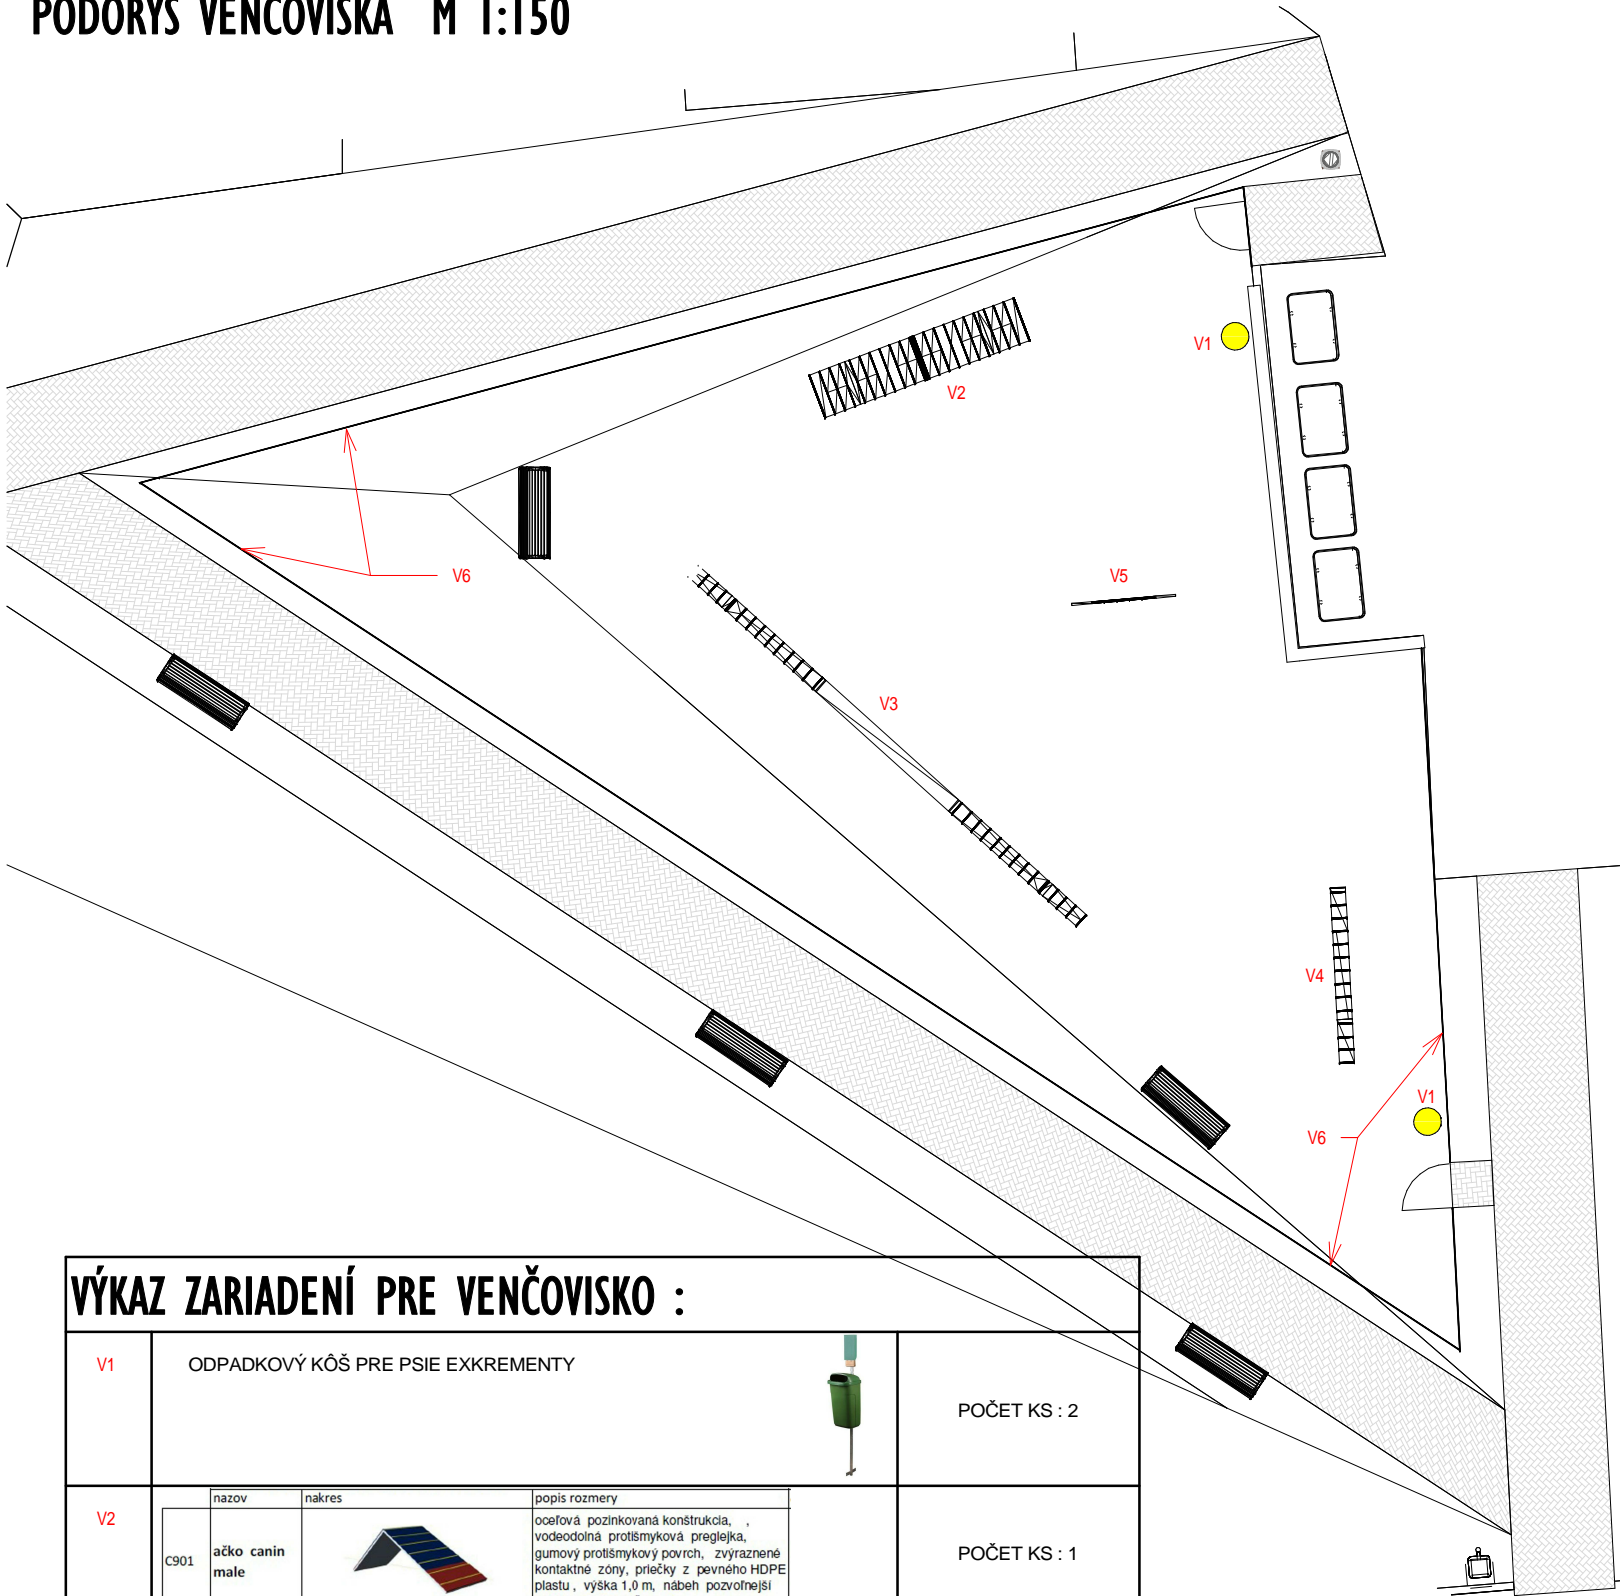 PÔDORYS VENČOVISKA M 1:150
V1
V2
V6
V5
V3
V4
V1
V6
VÝKAZ ZARIADENÍ PRE VENČOVISKO :
V1 ODPADKOVÝ KÔŠ PRE PSIE EXKREMENTY
POČET KS : 2
nazov nakres popis rozmery
V2
C901
ačko canin
male
oceľová pozinkovaná konštrukcia, ,
vodeodolná protišmyková preglejka,
gumový protišmykový povrch, zvýraznené
kontaktné zóny, priečky z pevného HDPE
plastu , výška 1,0 m, nábeh pozvoľnejší
POČET KS : 1